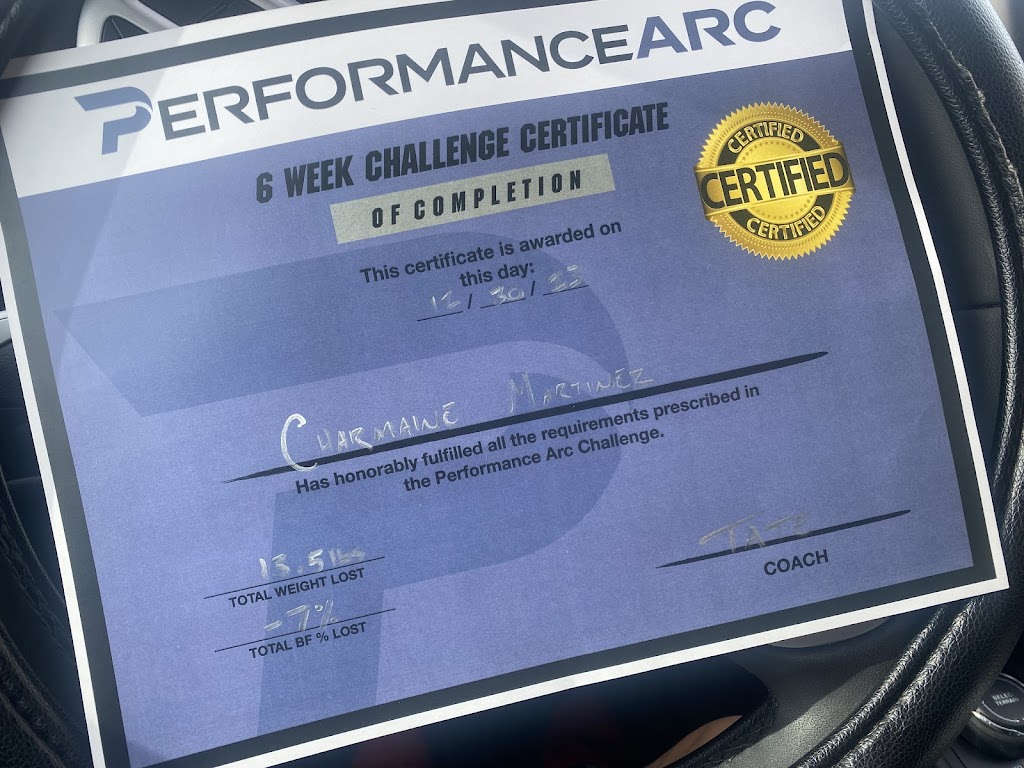 PERFORMANCEARC
6 WEEK CHALLENGE CERTIFICATE
OF COMPLETION
CERTIFIED
CERTIFIED
CERTIFIED
This certificate is awarded on
this day:
12/30/23
CHARMAINE MARTINEZ
Has honorably fulfilled all the requirements prescribed in
the Performance Arc Challenge.
13.5 lbs
TOTAL WEIGHT LOST
-7%
TOTAL BF % LOST
TATE
COACH